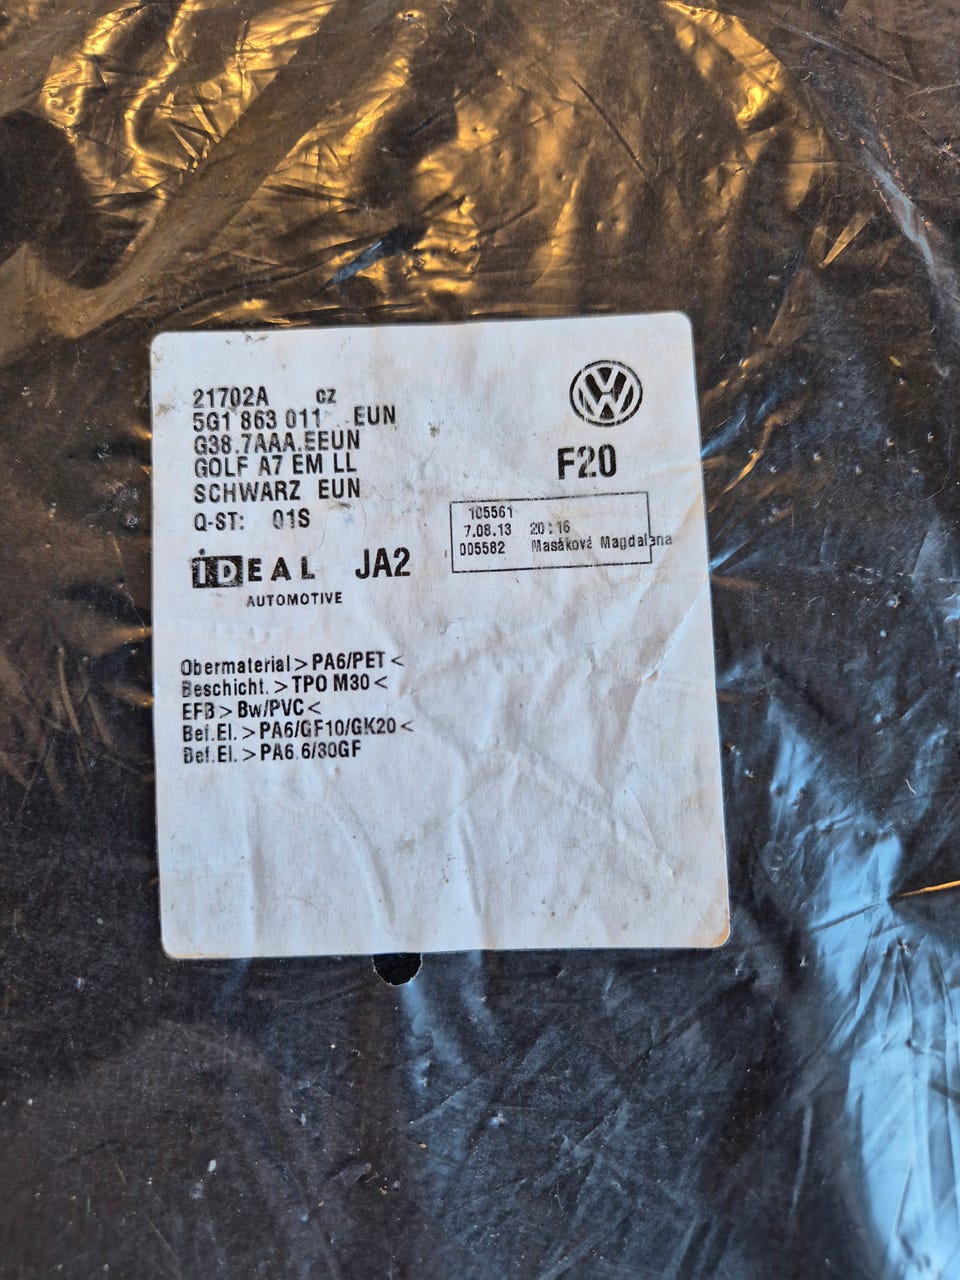 21702A CZ
5G1 863 011 EUN
G38.7AAA.EEUN
GOLF A7 EM LL
SCHWARZ EUN
Q-ST: 01S
F20
105561
7.08.13 20:16
005582 Masáková Magdalena
IDEAL JA2
AUTOMOTIVE
Obermaterial>PA6/PET<
Beschicht.>TPO M30<
EFB>Bw/PVC<
Bef.El.>PA6/GF10/GK20<
Bef.El.>PA6.6/30GF